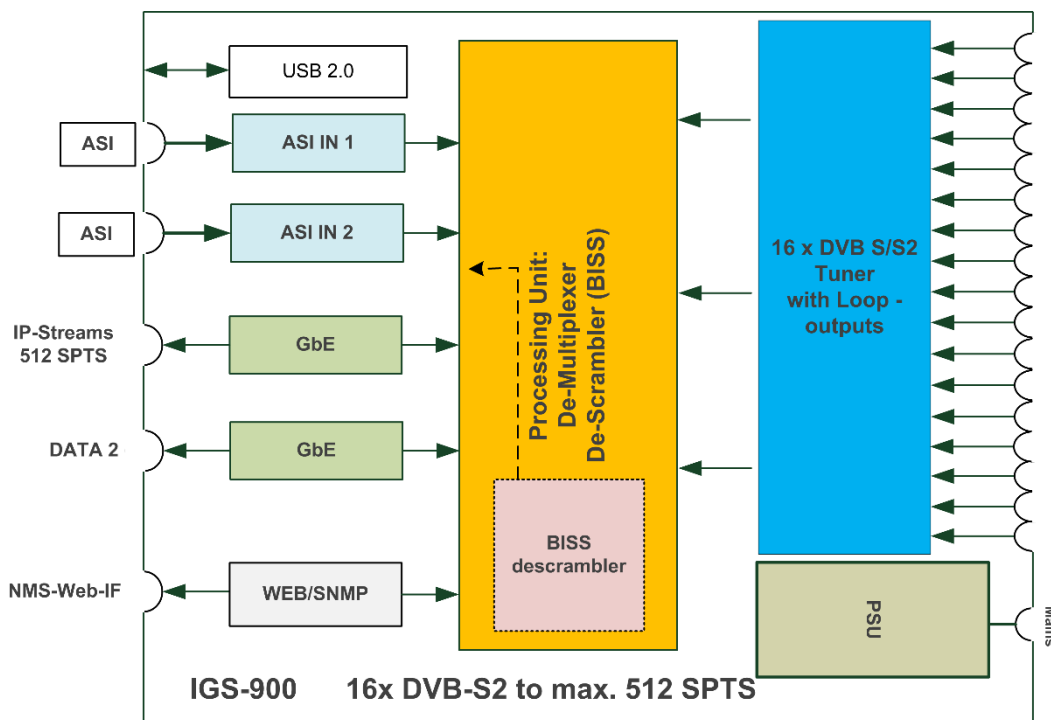 USB 2.0
ASI
ASI IN 1
ASI
ASI IN 2
IP-Streams
512 SPTS
GbE
DATA 2
GbE
NMS-Web-IF
WEB/SNMP
Processing Unit:
De-Multiplexer
De-Scrambler (BISS)
BISS
descrambler
16 x DVB S/S2
Tuner
with Loop -
outputs
PSU
Mains
IGS-900 16x DVB-S2 to max. 512 SPTS